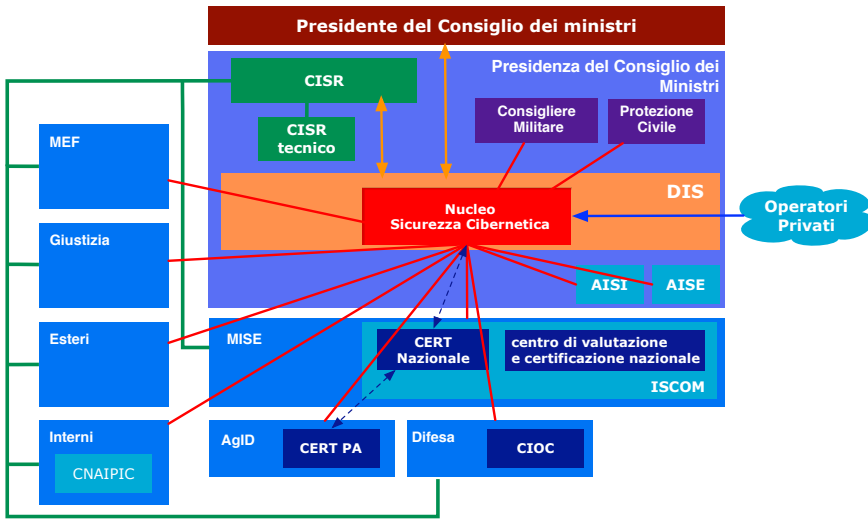 Presidente del Consiglio dei ministri
Presidenza del Consiglio dei
Ministri
CISR
CISR
tecnico
Consigliere
Militare
Protezione
Civile
MEF
DIS
Nucleo
Sicurezza Cibernetica
Operatori
Privati
Giustizia
AISI
AISE
Esteri
MISE
CERT
Nazionale
centro di valutazione
e certificazione nazionale
ISCOM
Interni
CNAIPIC
AgID
CERT PA
Difesa
CIOC